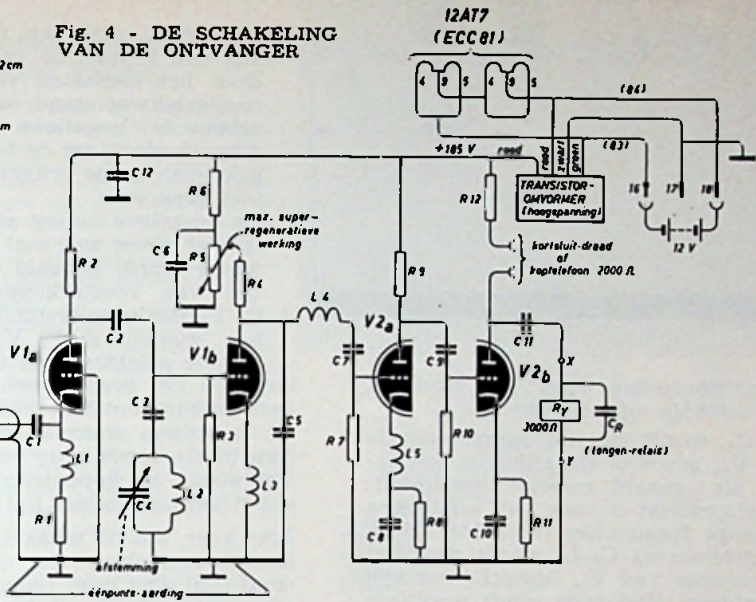 Fig. 4 - DE SCHAKELING
VAN DE ONTVANGER
2cm
m
12AT7
(ECC81)
4 9 5 4 9 5
(84)
+185 V
rood
rood
zwart
groen
(83)
TRANSISTOR-
OMVORMER
(hoogspanning)
16 17 18
12 V
C12
R6
max. super-
regeneratieve
werking
R12
kortsluit-draad
of
koptelefoon 2000 Ω
R2
C6
R5
R4
R9
L4
C2
V1a
V1b
V2a
C7
C9
V2b
C11
X
C1
C3
C5
Ry
3000 Ω
CR
(tongen-relais)
Y
L1
R3
R7
L5
R10
C4
L2
L3
R1
C8
R8
C10
R11
afstemming
éénpunts-aarding